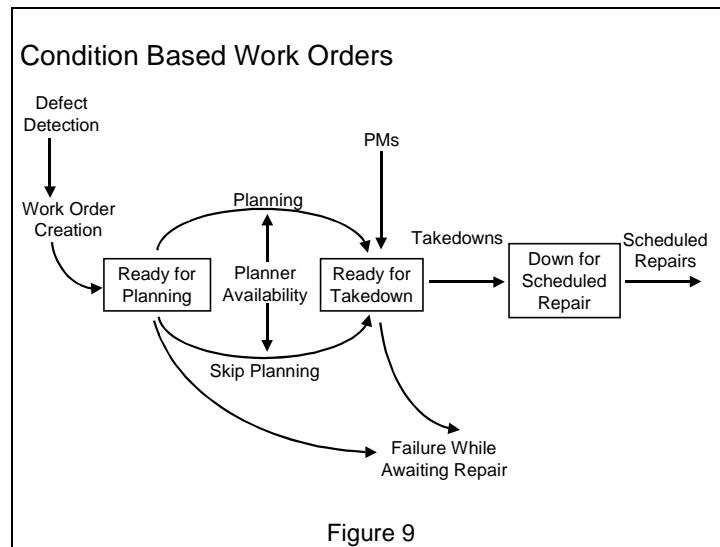 Condition Based Work Orders
Defect
Detection
PMs
Work Order
Creation
Planning
Ready for
Planning
Planner
Availability
Ready for
Takedown
Takedowns
Down for
Scheduled
Repair
Scheduled
Repairs
Skip Planning
Failure While
Awaiting Repair
Figure 9